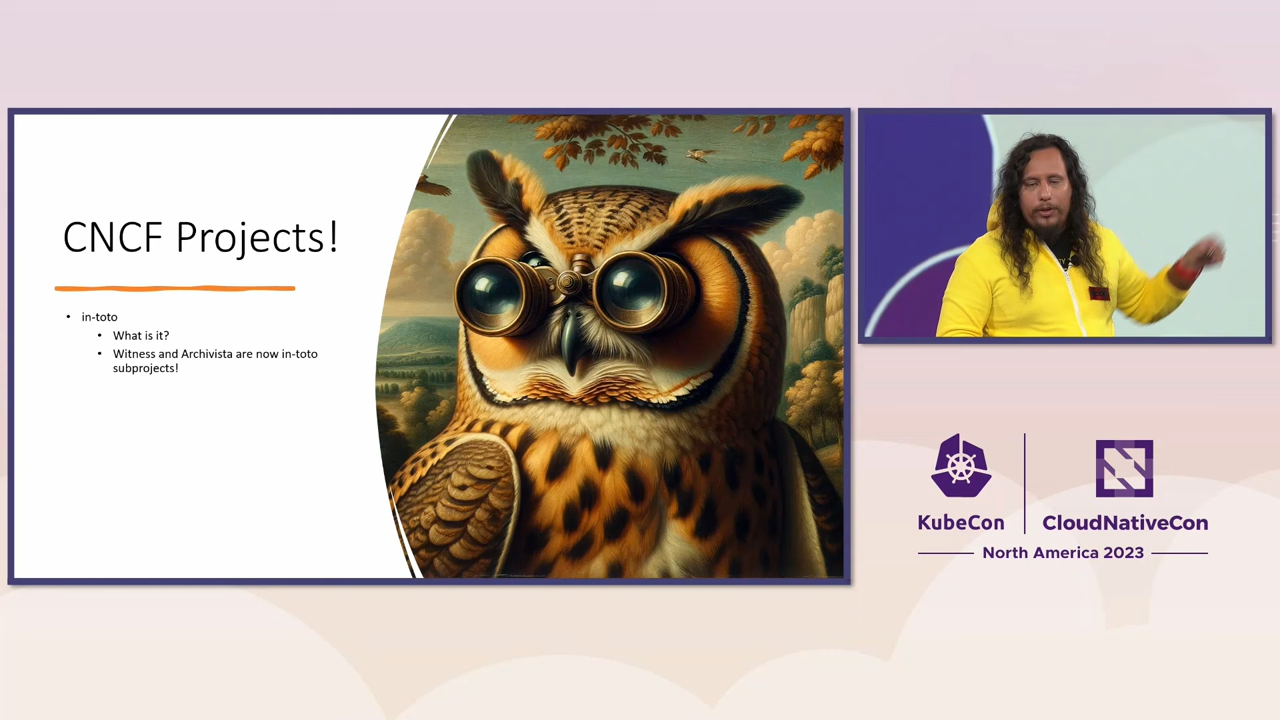 CNCF Projects!
• in-toto
• What is it?
• Witness and Archivista are now in-toto
subprojects!
KubeCon
CloudNativeCon
North America 2023